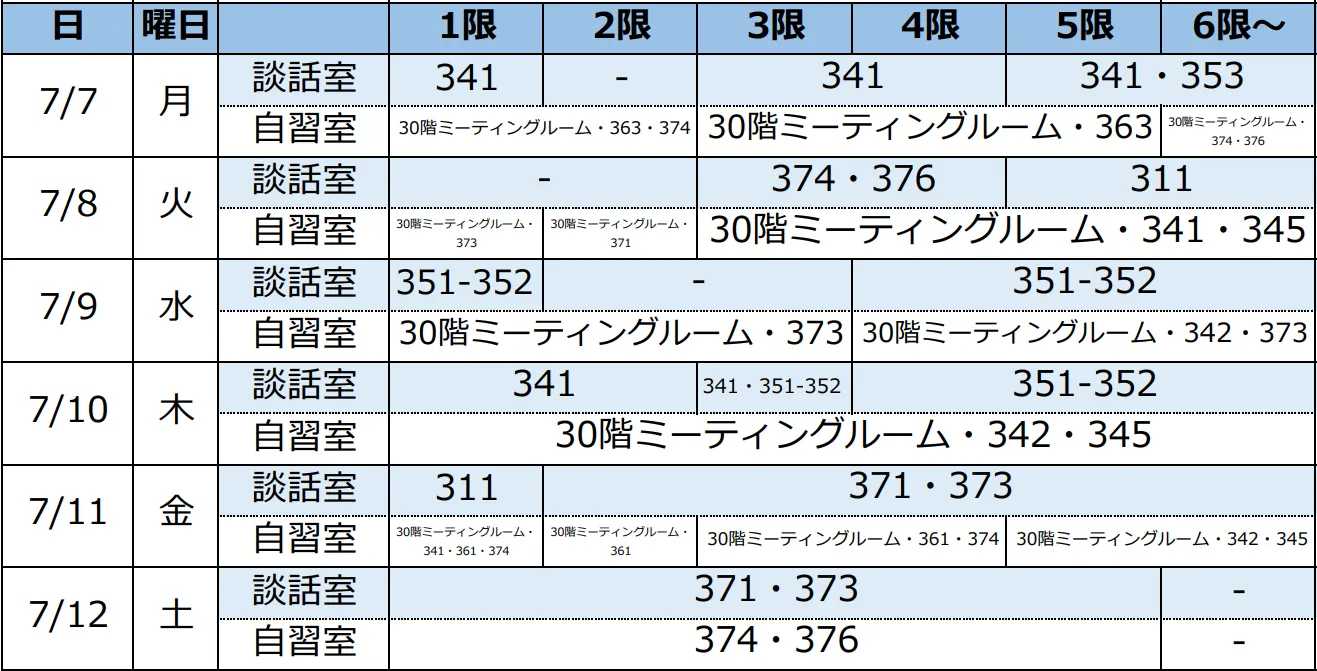 日 曜日 1限 2限 3限 4限 5限 6限～
7/7 月 談話室 341 - 341 341・353
自習室 30階ミーティングルーム・363・374 30階ミーティングルーム・363 30階ミーティングルーム・
374・376
7/8 火 談話室 - 374・376 311
自習室 30階ミーティングルーム・ 30階ミーティングルーム・ 30階ミーティングルーム・341・345
373 371
7/9 水 談話室 351-352 - 351-352
自習室 30階ミーティングルーム・373 30階ミーティングルーム・342・373
7/10 木 談話室 341 341・351-352 351-352
自習室 30階ミーティングルーム・342・345
7/11 金 談話室 311 371・373
自習室 30階ミーティングルーム・ 30階ミーティングルーム・ 30階ミーティングルーム・361・374 30階ミーティングルーム・342・345
341・361・374 361
7/12 土 談話室 371・373 -
自習室 374・376 -